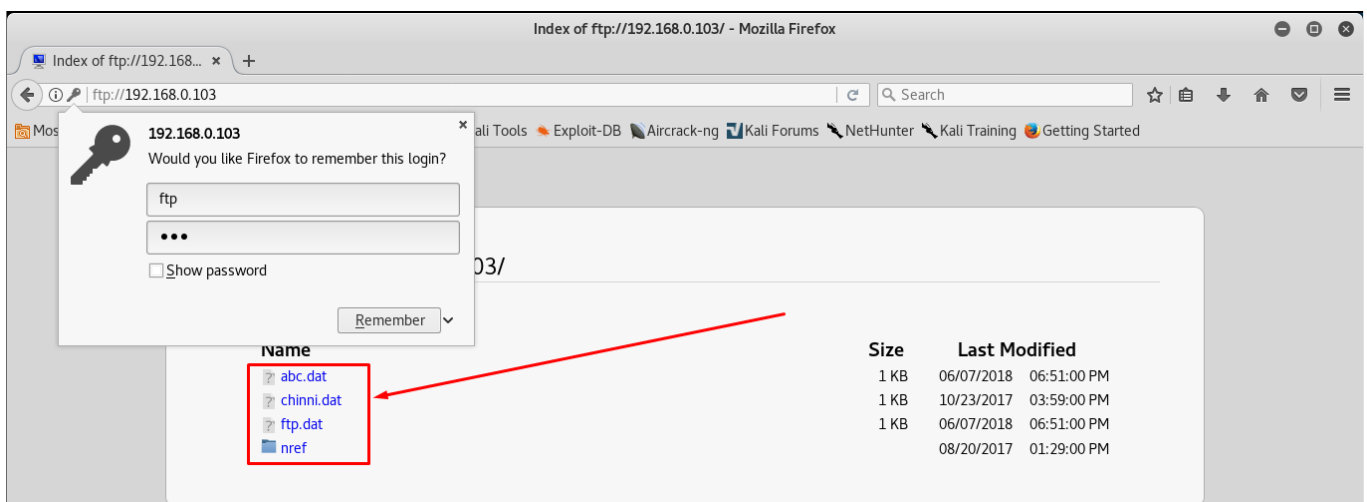 Index of ftp://192.168.0.103/ - Mozilla Firefox
Index of ftp://192.168...
ftp://192.168.0.103
Search
Mos
ali Tools Exploit-DB Aircrack-ng Kali Forums NetHunter Kali Training Getting Started
192.168.0.103
Would you like Firefox to remember this login?
ftp
•••
Show password
Remember
03/
Name Size Last Modified
abc.dat 1 KB 06/07/2018 06:51:00 PM
chinni.dat 1 KB 10/23/2017 03:59:00 PM
ftp.dat 1 KB 06/07/2018 06:51:00 PM
nref 08/20/2017 01:29:00 PM